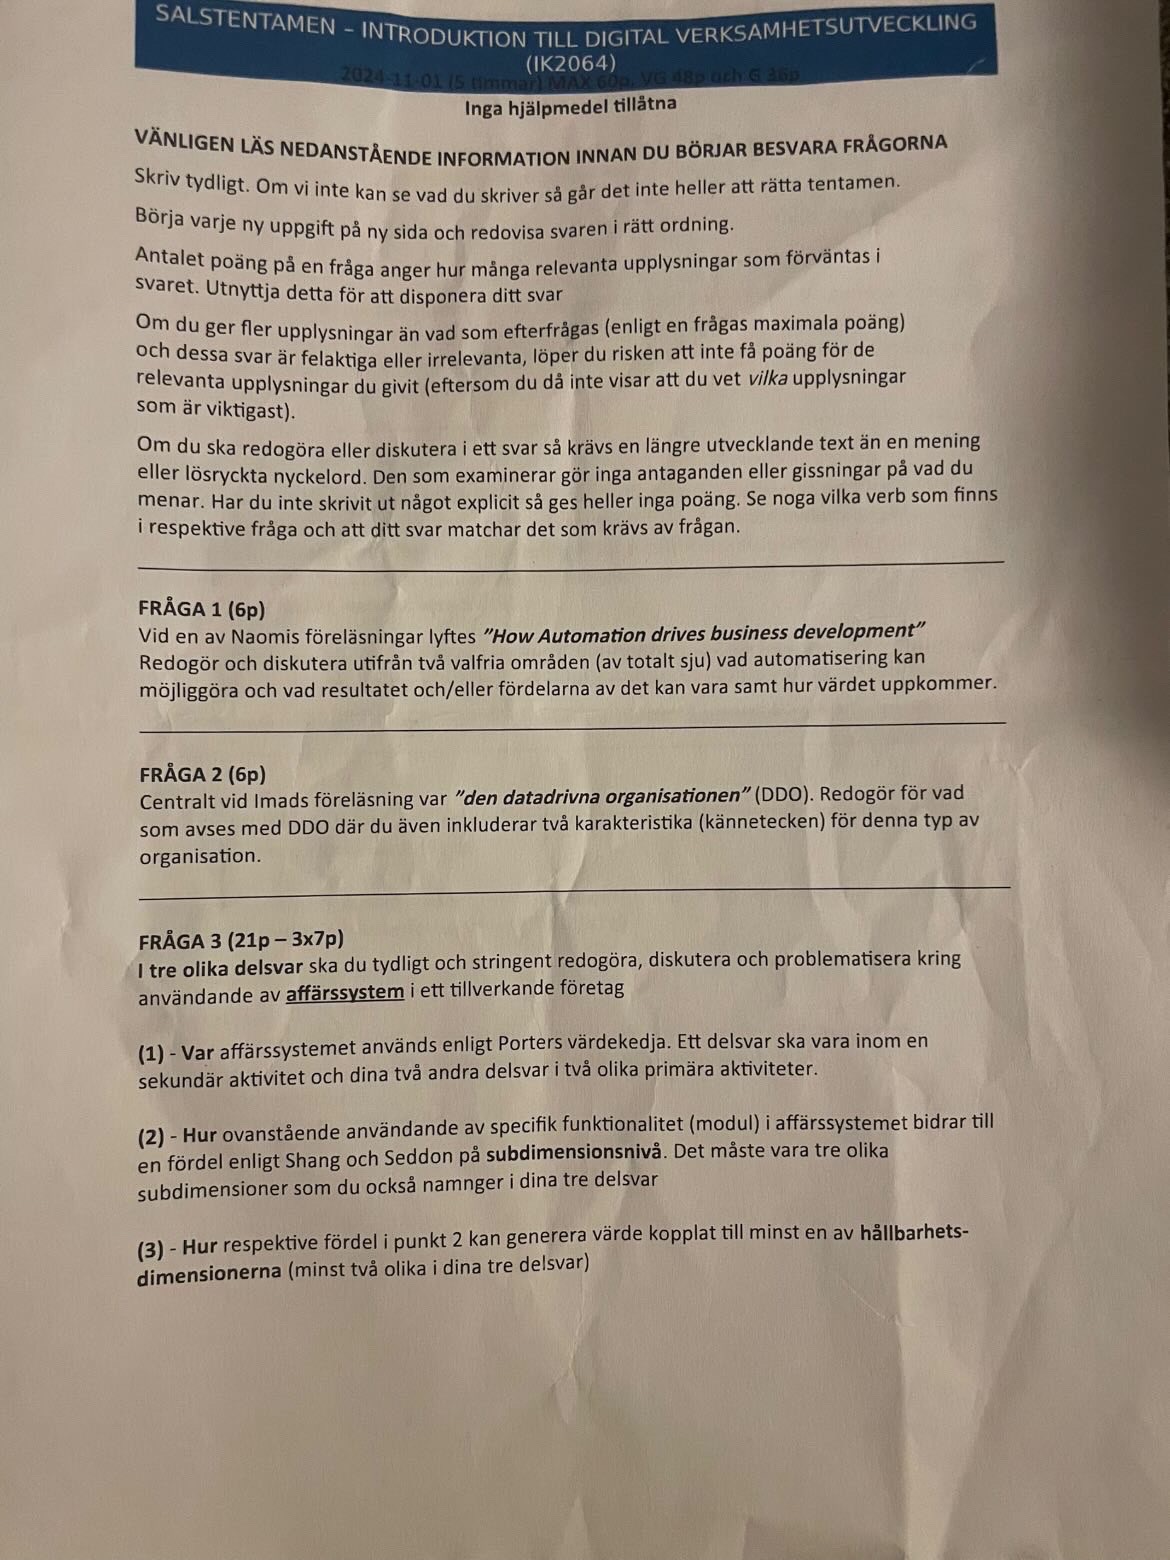 SALSTENTAMEN – INTRODUKTION TILL DIGITAL VERKSAMHETSUTVECKLING
(IK2064)
2024-11-01 (5 timmar) MAX 60p, VG 48p och G 36p
Inga hjälpmedel tillåtna
VÄNLIGEN LÄS NEDANSTÅENDE INFORMATION INNAN DU BÖRJAR BESVARA FRÅGORNA
Skriv tydligt. Om vi inte kan se vad du skriver så går det inte heller att rätta tentamen.
Börja varje ny uppgift på ny sida och redovisa svaren i rätt ordning.
Antalet poäng på en fråga anger hur många relevanta upplysningar som förväntas i
svaret. Utnyttja detta för att disponera ditt svar
Om du ger fler upplysningar än vad som efterfrågas (enligt en frågas maximala poäng)
och dessa svar är felaktiga eller irrelevanta, löper du risken att inte få poäng för de
relevanta upplysningar du givit (eftersom du då inte visar att du vet vilka upplysningar
som är viktigast).
Om du ska redogöra eller diskutera i ett svar så krävs en längre utvecklande text än en mening
eller lösryckta nyckelord. Den som examinerar gör inga antaganden eller gissningar på vad du
menar. Har du inte skrivit ut något explicit så ges heller inga poäng. Se noga vilka verb som finns
i respektive fråga och att ditt svar matchar det som krävs av frågan.
FRÅGA 1 (6p)
Vid en av Naomis föreläsningar lyftes ”How Automation drives business development”
Redogör och diskutera utifrån två valfria områden (av totalt sju) vad automatisering kan
möjliggöra och vad resultatet och/eller fördelarna av det kan vara samt hur värdet uppkommer.
FRÅGA 2 (6p)
Centralt vid Imads föreläsning var ”den datadrivna organisationen” (DDO). Redogör för vad
som avses med DDO där du även inkluderar två karakteristika (kännetecken) för denna typ av
organisation.
FRÅGA 3 (21p – 3x7p)
I tre olika delsvar ska du tydligt och stringent redogöra, diskutera och problematisera kring
användande av affärssystem i ett tillverkande företag
(1) - Var affärssystemet används enligt Porters värdekedja. Ett delsvar ska vara inom en
sekundär aktivitet och dina två andra delsvar i två olika primära aktiviteter.
(2) - Hur ovanstående användande av specifik funktionalitet (modul) i affärssystemet bidrar till
en fördel enligt Shang och Seddon på subdimensionsnivå. Det måste vara tre olika
subdimensioner som du också namnger i dina tre delsvar
(3) - Hur respektive fördel i punkt 2 kan generera värde kopplat till minst en av hållbarhets-
dimensionerna (minst två olika i dina tre delsvar)